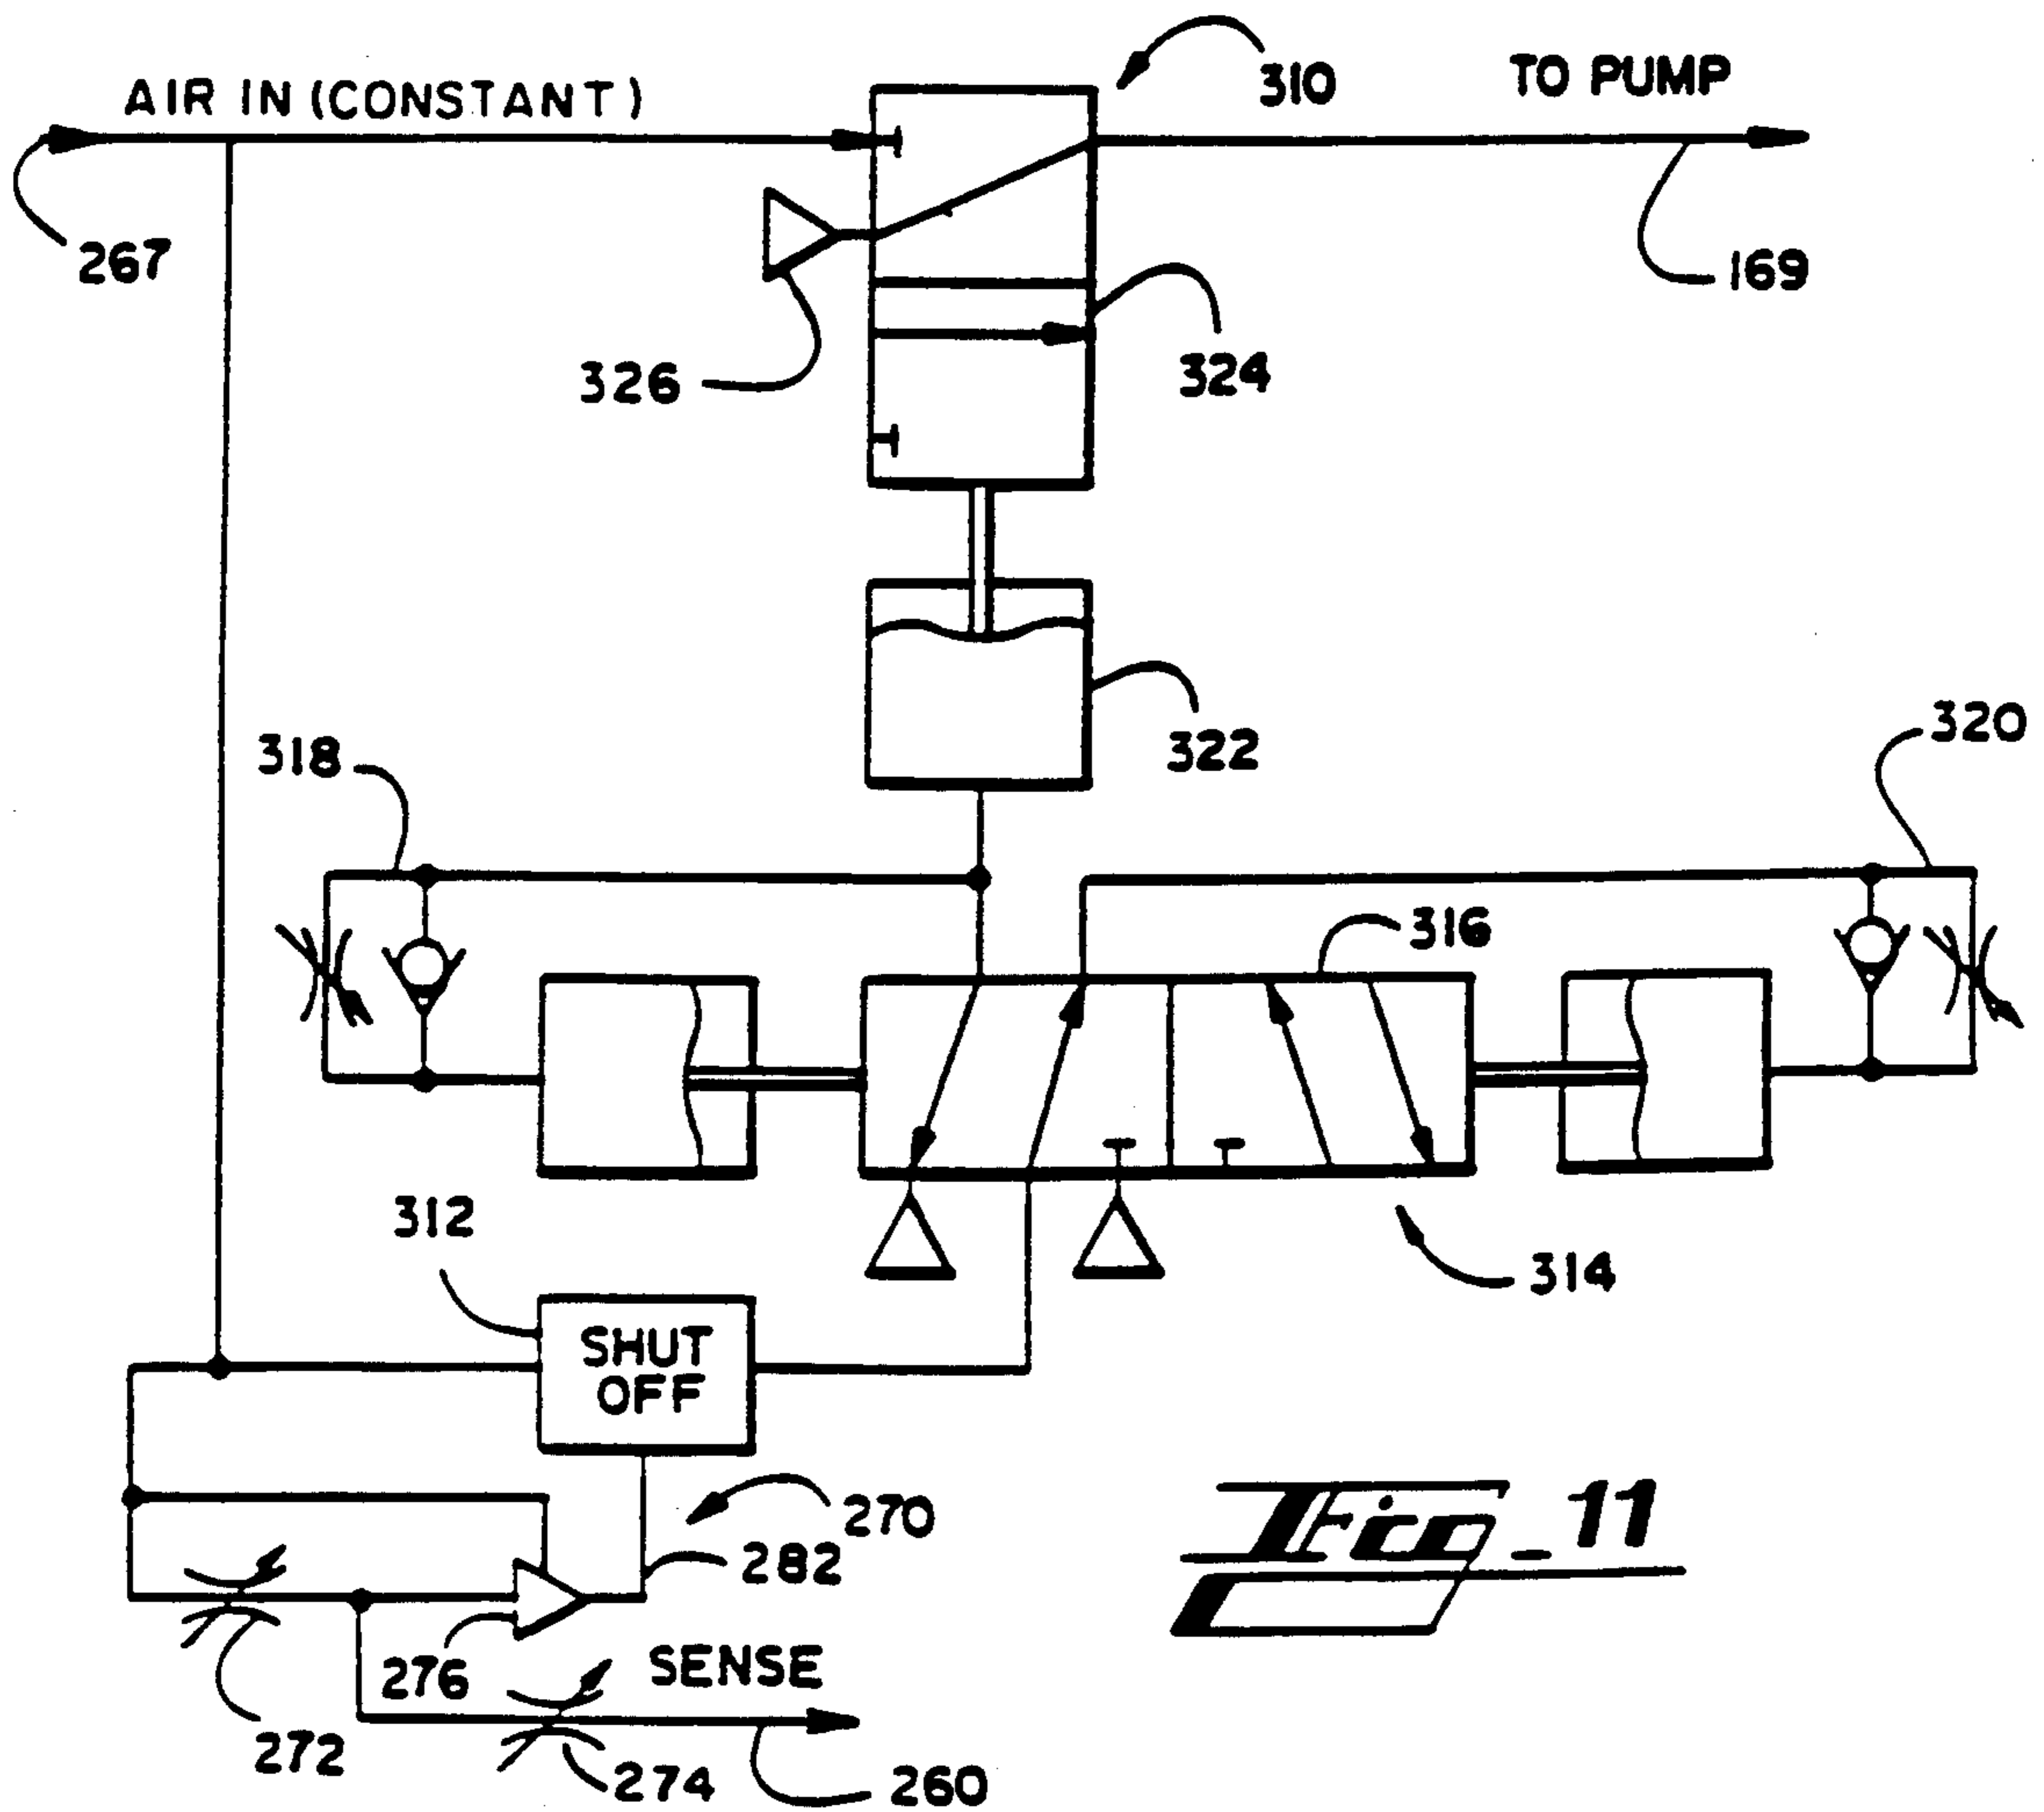 AIR IN (CONSTANT)
310
TO PUMP
267
169
326
324
322
318
320
316
312
314
SHUT
OFF
270
282
276
SENSE
272
274
260
Fig_11